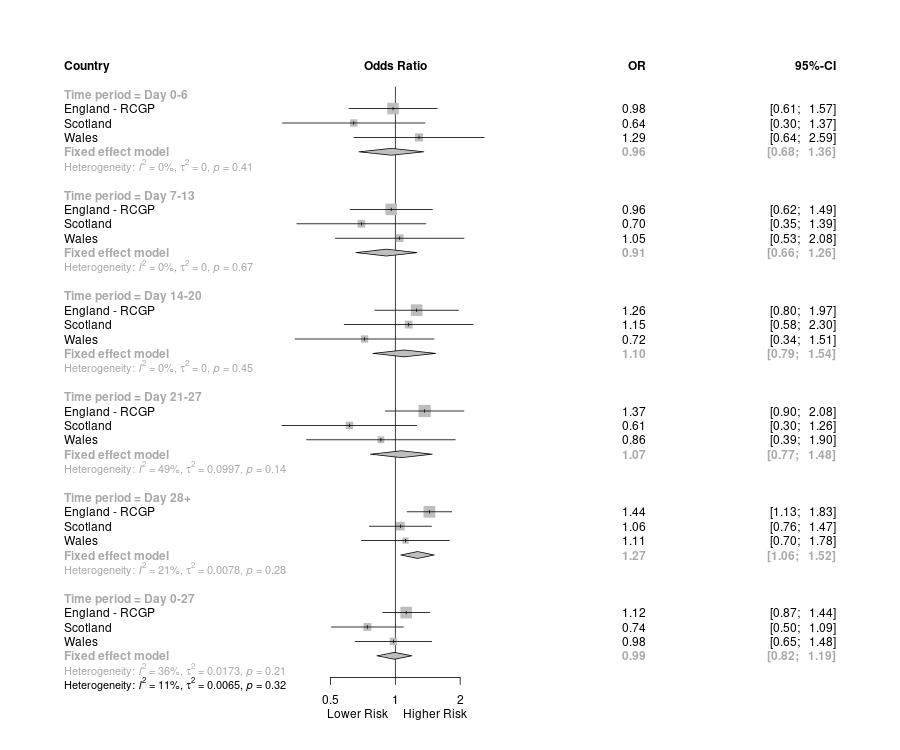 Country Odds Ratio OR 95%-CI
Time period = Day 0-6
England - RCGP 0.98 [0.61; 1.57]
Scotland 0.64 [0.30; 1.37]
Wales 1.29 [0.64; 2.59]
Fixed effect model 0.96 [0.68; 1.36]
Heterogeneity: I² = 0%, τ² = 0, p = 0.41
Time period = Day 7-13
England - RCGP 0.96 [0.62; 1.49]
Scotland 0.70 [0.35; 1.39]
Wales 1.05 [0.53; 2.08]
Fixed effect model 0.91 [0.66; 1.26]
Heterogeneity: I² = 0%, τ² = 0, p = 0.67
Time period = Day 14-20
England - RCGP 1.26 [0.80; 1.97]
Scotland 1.15 [0.58; 2.30]
Wales 0.72 [0.34; 1.51]
Fixed effect model 1.10 [0.79; 1.54]
Heterogeneity: I² = 0%, τ² = 0, p = 0.45
Time period = Day 21-27
England - RCGP 1.37 [0.90; 2.08]
Scotland 0.61 [0.30; 1.26]
Wales 0.86 [0.39; 1.90]
Fixed effect model 1.07 [0.77; 1.48]
Heterogeneity: I² = 49%, τ² = 0.0997, p = 0.14
Time period = Day 28+
England - RCGP 1.44 [1.13; 1.83]
Scotland 1.06 [0.76; 1.47]
Wales 1.11 [0.70; 1.78]
Fixed effect model 1.27 [1.06; 1.52]
Heterogeneity: I² = 21%, τ² = 0.0078, p = 0.28
Time period = Day 0-27
England - RCGP 1.12 [0.87; 1.44]
Scotland 0.74 [0.50; 1.09]
Wales 0.98 [0.65; 1.48]
Fixed effect model 0.99 [0.82; 1.19]
Heterogeneity: I² = 36%, τ² = 0.0173, p = 0.21
Heterogeneity: I² = 11%, τ² = 0.0065, p = 0.32
0.5 1 2
Lower Risk Higher Risk